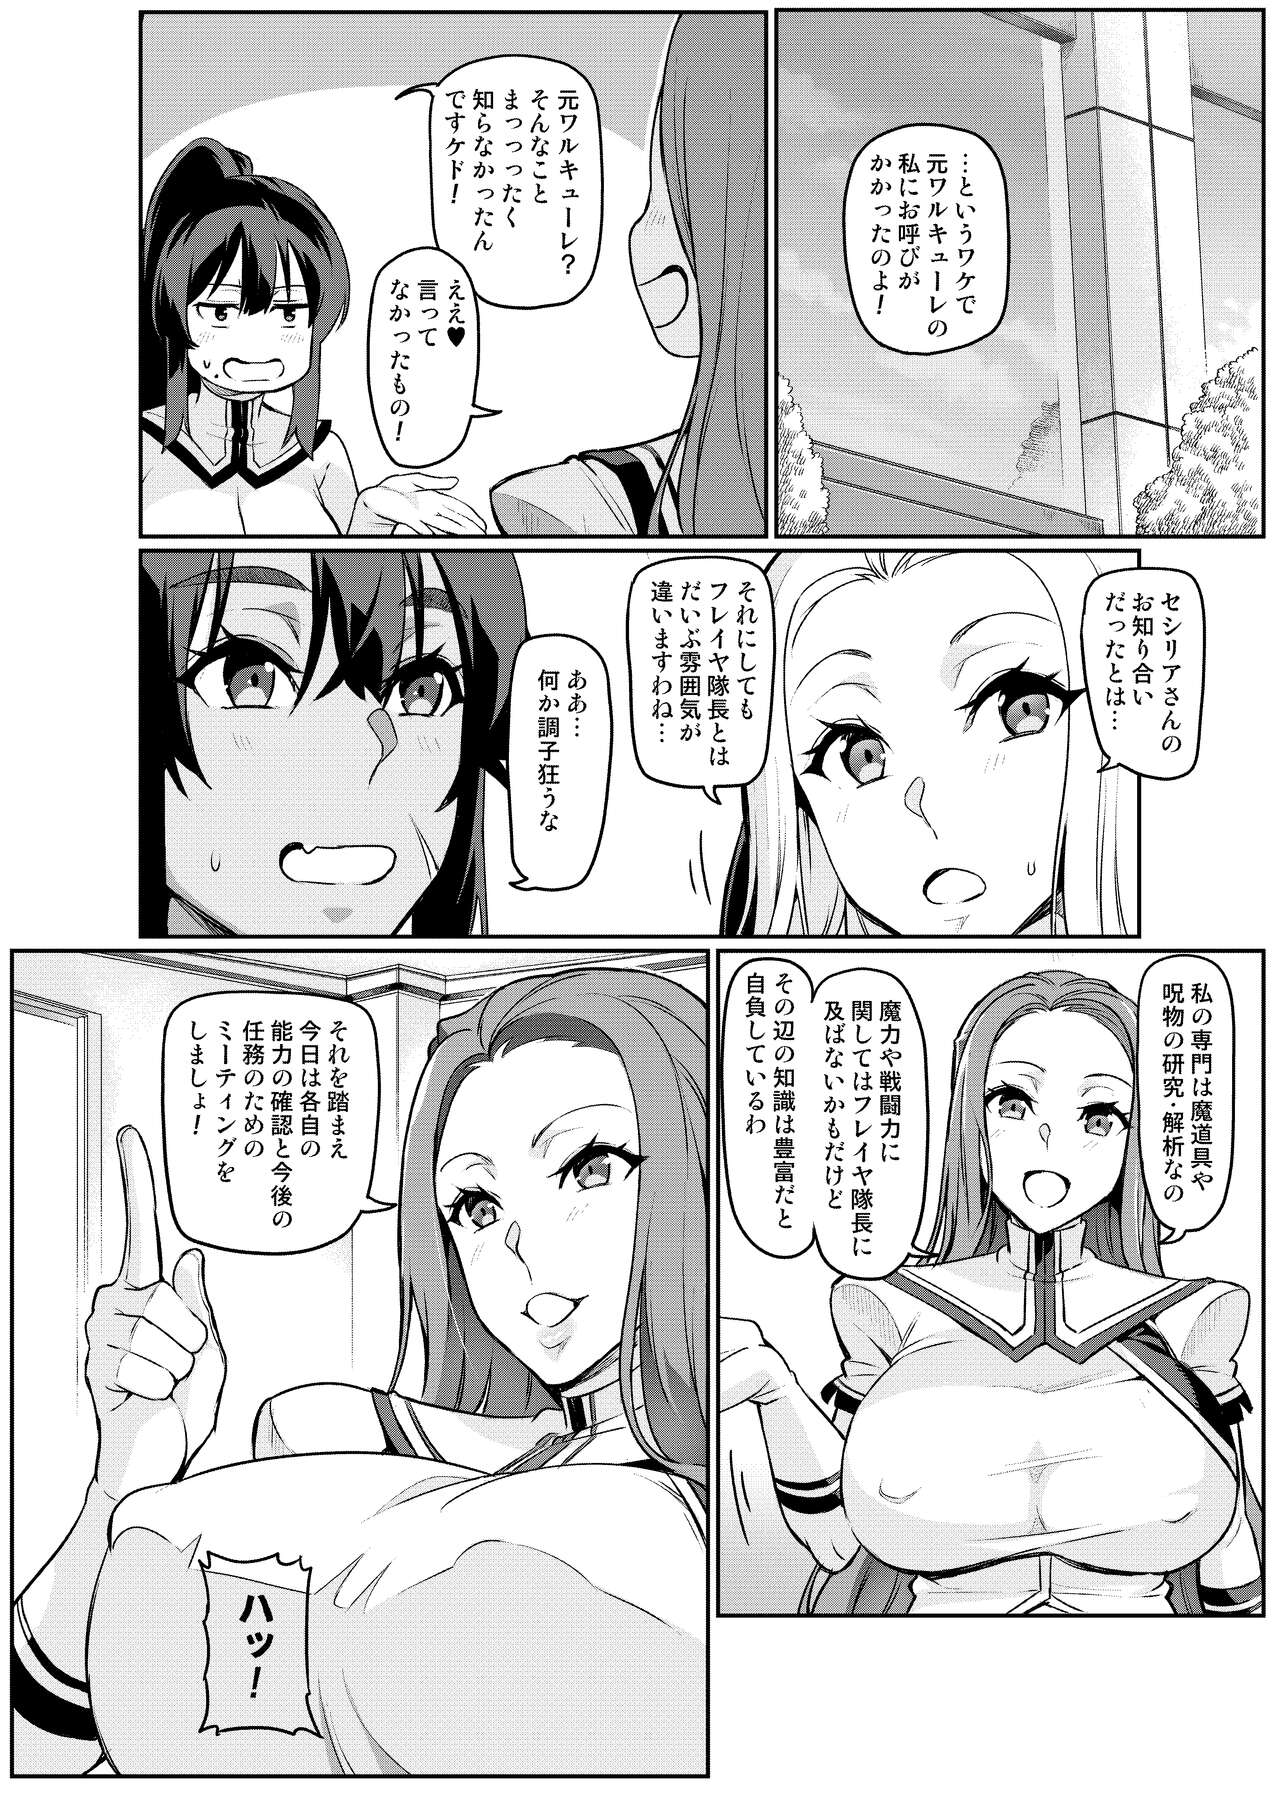 …というワケで
元ワルキューレの
私にお呼びが
かかったのよ！
元ワルキューレ？
そんなこと
まっっったく
知らなかったん
ですケド！
ええ♥
言って
なかったもの！
セシリアさんの
お知り合い
だったとは…
それにしても
フレイヤ隊長とは
だいぶ雰囲気が
違いますわね…
ああ…
何か調子狂うな
私の専門は魔道具や
呪物の研究・解析なの
魔力や戦闘力に
関してはフレイヤ隊長に
及ばないかもだけど
その辺の知識は豊富だと
自負しているわ
それを踏まえ
今日は各自の
能力の確認と今後の
任務のための
ミーティングを
しましょ！
ハッ！